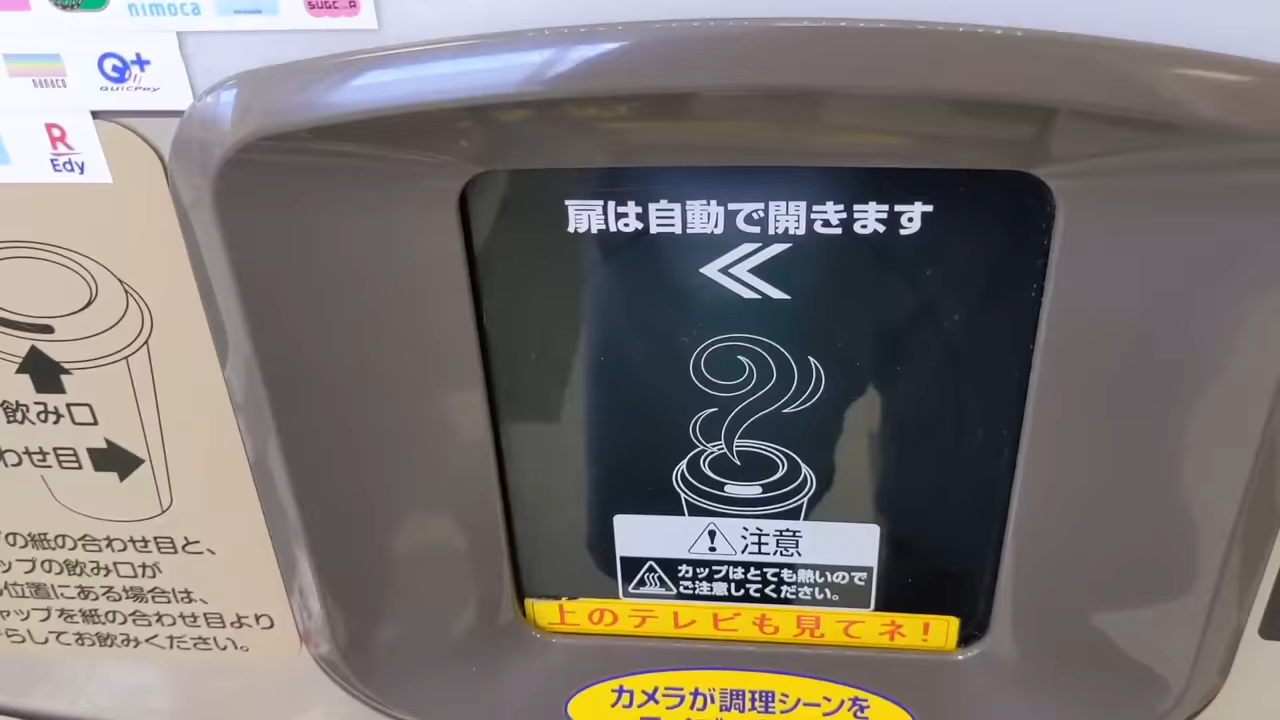 nimoca
SUGOCA
nanaco
QUICPay
R
Edy
扉は自動で開きます
飲み口
わせ目
の紙の合わせ目と、
ップの飲み口が
位置にある場合は、
ャップを紙の合わせ目より
らしてお飲みください。
注意
カップはとても熱いので
ご注意してください。
上のテレビも見てネ!
カメラが調理シーンを